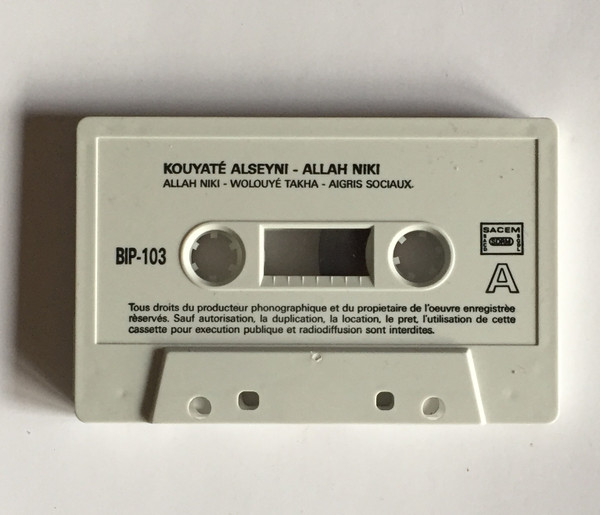 KOUYATÉ ALSEYNI - ALLAH NIKI
ALLAH NIKI - WOLOUYÉ TAKHA - AIGRIS SOCIAUX
BIP-103
SACEM
SDRM
A
Tous droits du producteur phonographique et du propietaire de l'oeuvre enregistrèe
rèservés. Sauf autorisation, la duplication, la location, le pret, l'utilisation de cette
cassette pour execution publique et radiodiffusion sont interdites.